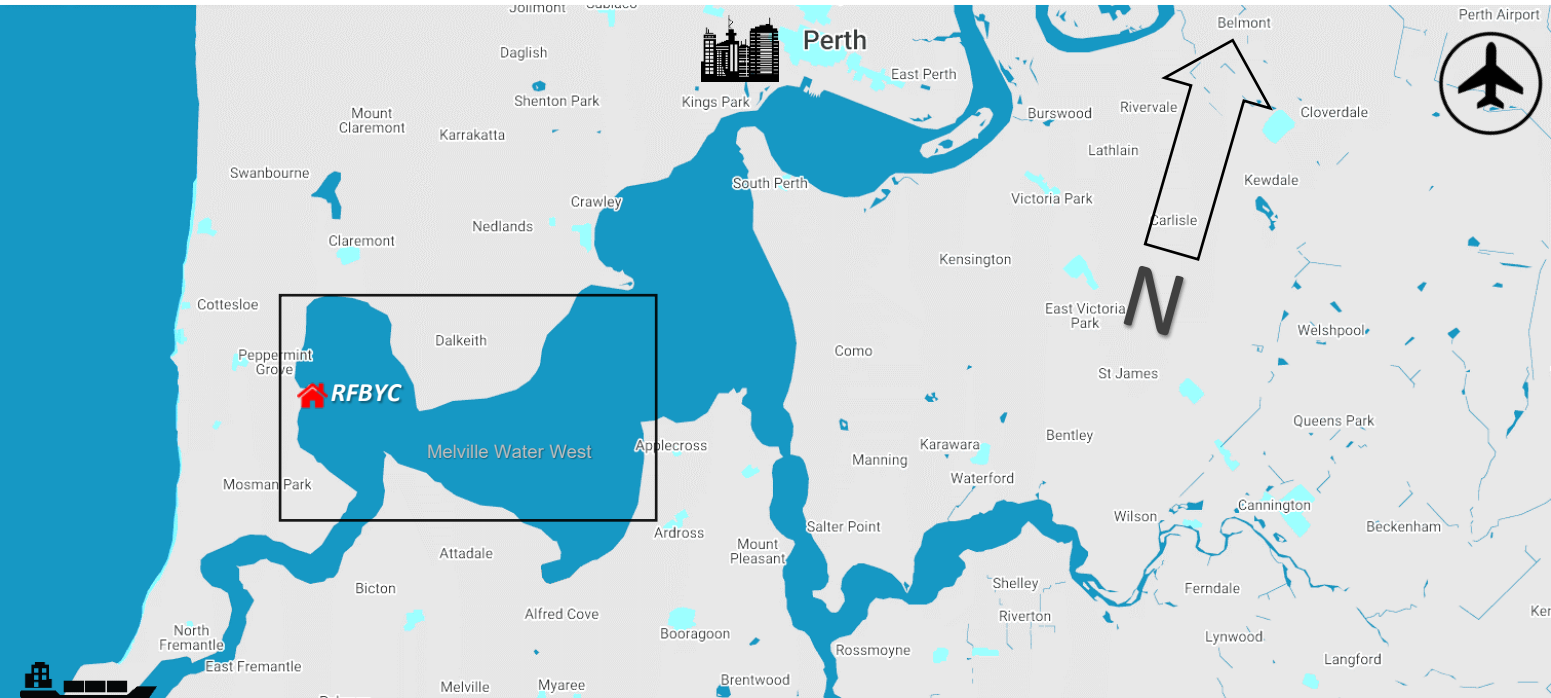 Jolimont
Subiaco
Belmont
Perth Airport
Perth
Daglish
East Perth
Shenton Park
Kings Park
Mount
Claremont
Karrakatta
Burswood
Rivervale
Cloverdale
Lathlain
Swanbourne
South Perth
Kewdale
Crawley
Victoria Park
Nedlands
Carlisle
Claremont
Kensington
Cottesloe
N
East Victoria
Park
Welshpool
Dalkeith
Peppermint
Grove
Como
St James
RFBYC
Queens Park
Melville Water West
Applecross
Karawara
Bentley
Manning
Mosman Park
Waterford
Cannington
Wilson
Salter Point
Beckenham
Ardross
Mount
Pleasant
Attadale
Bicton
Shelley
Ferndale
Alfred Cove
Riverton
Ker
North
Fremantle
Booragoon
Lynwood
Rossmoyne
East Fremantle
Langford
Melville
Myaree
Brentwood